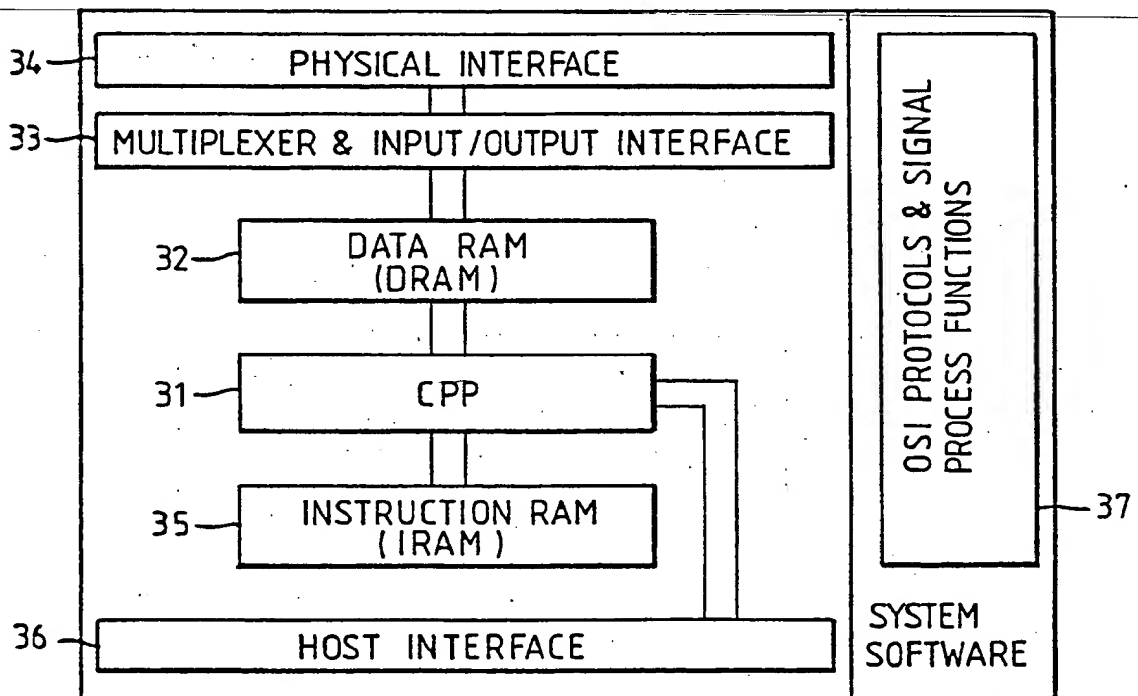 34
PHYSICAL INTERFACE
33
MULTIPLEXER & INPUT/OUTPUT INTERFACE
32
DATA RAM
(DRAM)
31
CPP
35
INSTRUCTION RAM
(IRAM)
36
HOST INTERFACE
OSI PROTOCOLS & SIGNAL
PROCESS FUNCTIONS
37
SYSTEM
SOFTWARE